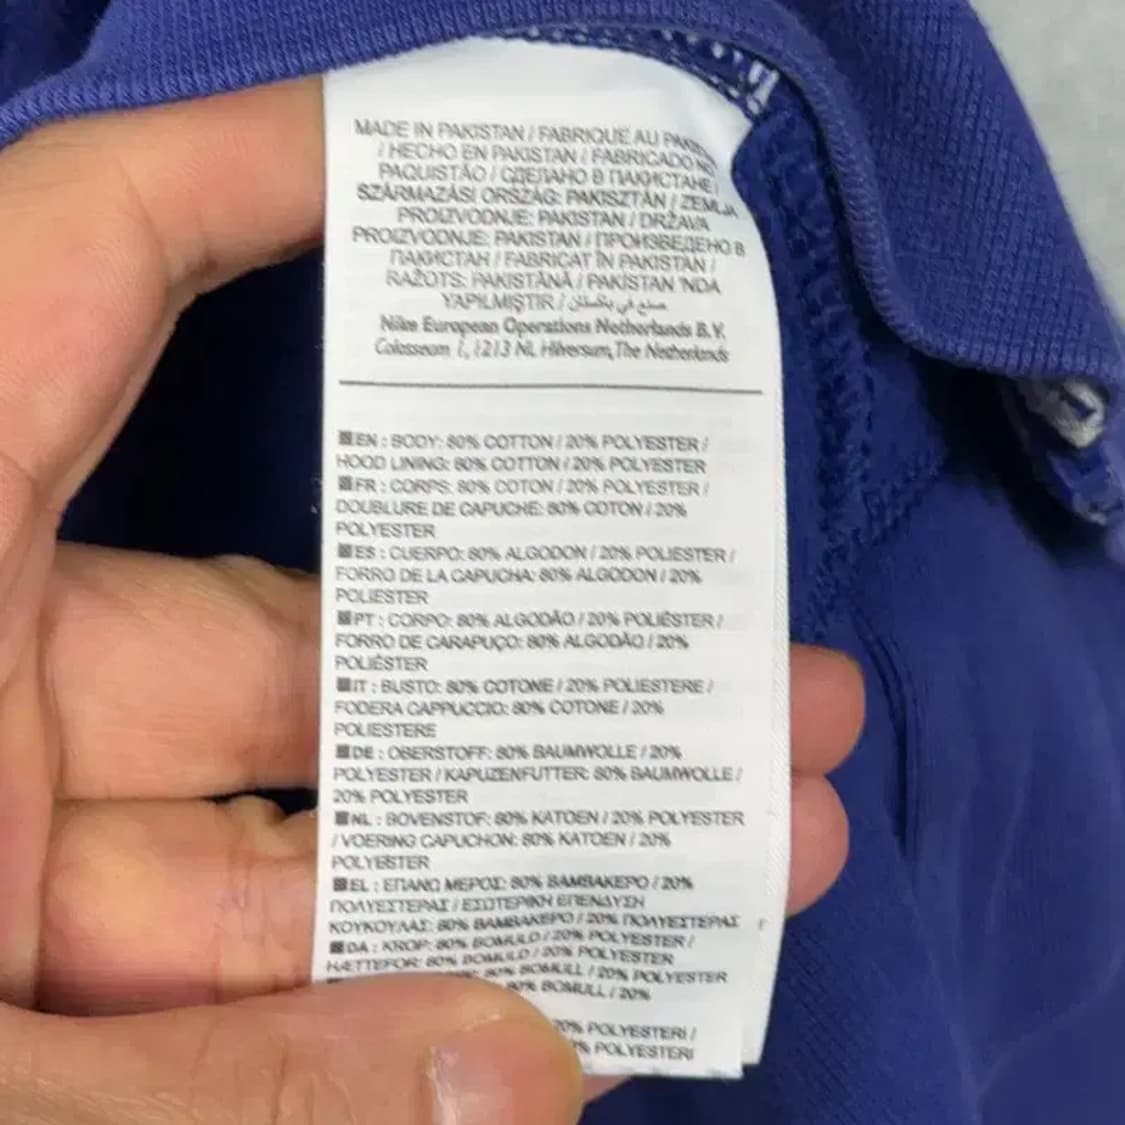 MADE IN PAKISTAN / FABRIQUE AU
/ HECHO EN PAKISTAN / FABRICADO NO
PAQUISTÃO / СДЕЛАНО В ПАКИСТАНЕ /
SZÁRMAZÁSI ORSZÁG: PAKISZTÁN / ZEMLJA
PROIZVODNJE: PAKISTAN / DRŽAVA
PROIZVODNJE: PAKISTAN / ПРОИЗВЕДЕНО В
ПАКИСТАН / FABRICAT ÎN PAKISTAN /
RAŽOTS: PAKISTĀNĀ / PAKISTAN 'NDA
YAPILMIŞTIR / صنع في باكستان
Nike European Operations Netherlands B.V.
Colosseum 1, 1213 NL Hilversum, The Netherlands
EN : BODY: 80% COTTON / 20% POLYESTER /
HOOD LINING: 80% COTTON / 20% POLYESTER
FR : CORPS: 80% COTON / 20% POLYESTER /
DOUBLURE DE CAPUCHE: 80% COTON / 20%
POLYESTER
ES : CUERPO: 80% ALGODON / 20% POLIESTER /
FORRO DE LA CAPUCHA: 80% ALGODON / 20%
POLIESTER
PT : CORPO: 80% ALGODÃO / 20% POLIÉSTER /
FORRO DE CARAPUÇO: 80% ALGODÃO / 20%
POLIÉSTER
IT : BUSTO: 80% COTONE / 20% POLIESTERE /
FODERA CAPPUCCIO: 80% COTONE / 20%
POLIESTERE
DE : OBERSTOFF: 80% BAUMWOLLE / 20%
POLYESTER / KAPUZENFUTTER: 80% BAUMWOLLE /
20% POLYESTER
NL : BOVENSTOF: 80% KATOEN / 20% POLYESTER
/ VOERING CAPUCHON: 80% KATOEN / 20%
POLYESTER
EL : ΕΠΑΝΩ ΜΕΡΟΣ: 80% ΒΑΜΒΑΚΕΡΟ / 20%
ΠΟΛΥΕΣΤΕΡΑΣ / ΕΣΩΤΕΡΙΚΗ ΕΠΕΝΔΥΣΗ
ΚΟΥΚΟΥΛΑΣ: 80% ΒΑΜΒΑΚΕΡΟ / 20% ΠΟΛΥΕΣΤΕΡΑΣ
DA : KROP: 80% BOMULD / 20% POLYESTER /
HÆTTEFOR: 80% BOMULD / 20% POLYESTER
80% BOMULL / 20% POLYESTER
80% BOMULL / 20%
20% POLYESTERI /
% POLYESTERI